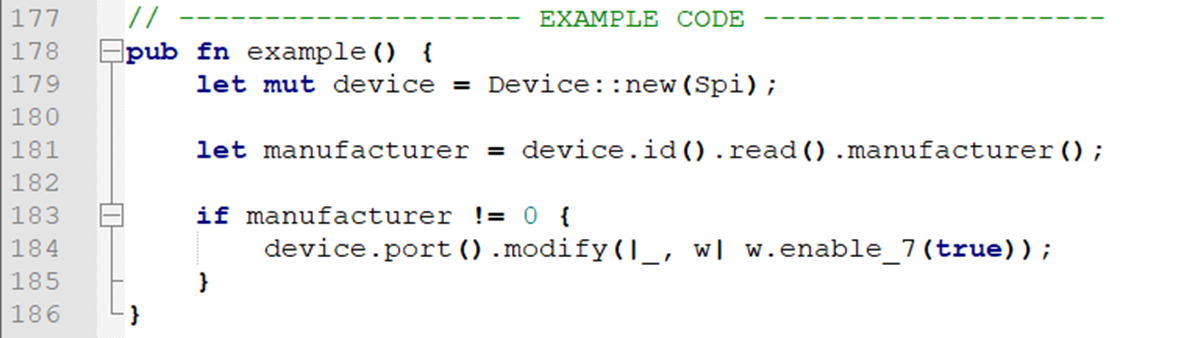 177 // -------------------- EXAMPLE CODE --------------------
178 pub fn example() {
179 let mut device = Device::new(Spi);
180
181 let manufacturer = device.id().read().manufacturer();
182
183 if manufacturer != 0 {
184 device.port().modify(|_, w| w.enable_7(true));
185 }
186 }